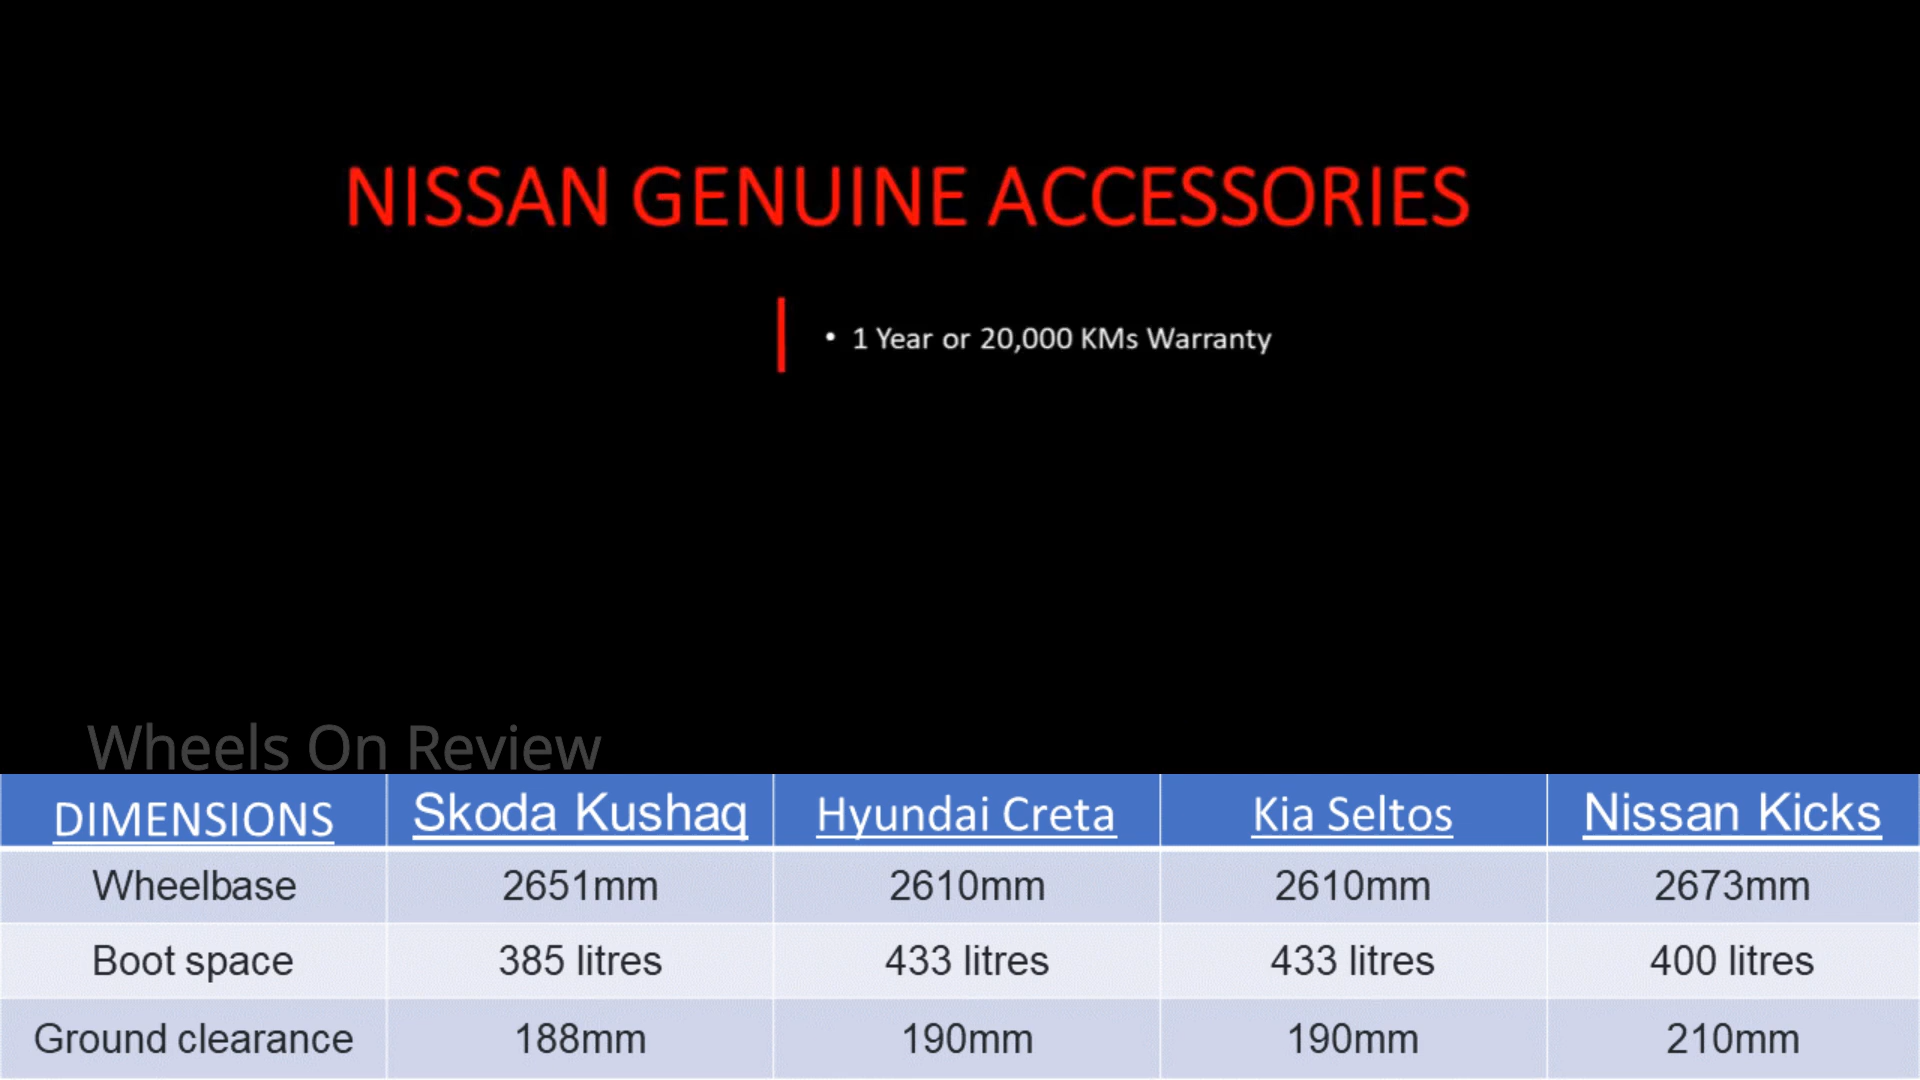 NISSAN GENUINE ACCESSORIES
• 1 Year or 20,000 KMs Warranty
Wheels On Review
DIMENSIONS Skoda Kushaq Hyundai Creta Kia Seltos Nissan Kicks
Wheelbase 2651mm 2610mm 2610mm 2673mm
Boot space 385 litres 433 litres 433 litres 400 litres
Ground clearance 188mm 190mm 190mm 210mm